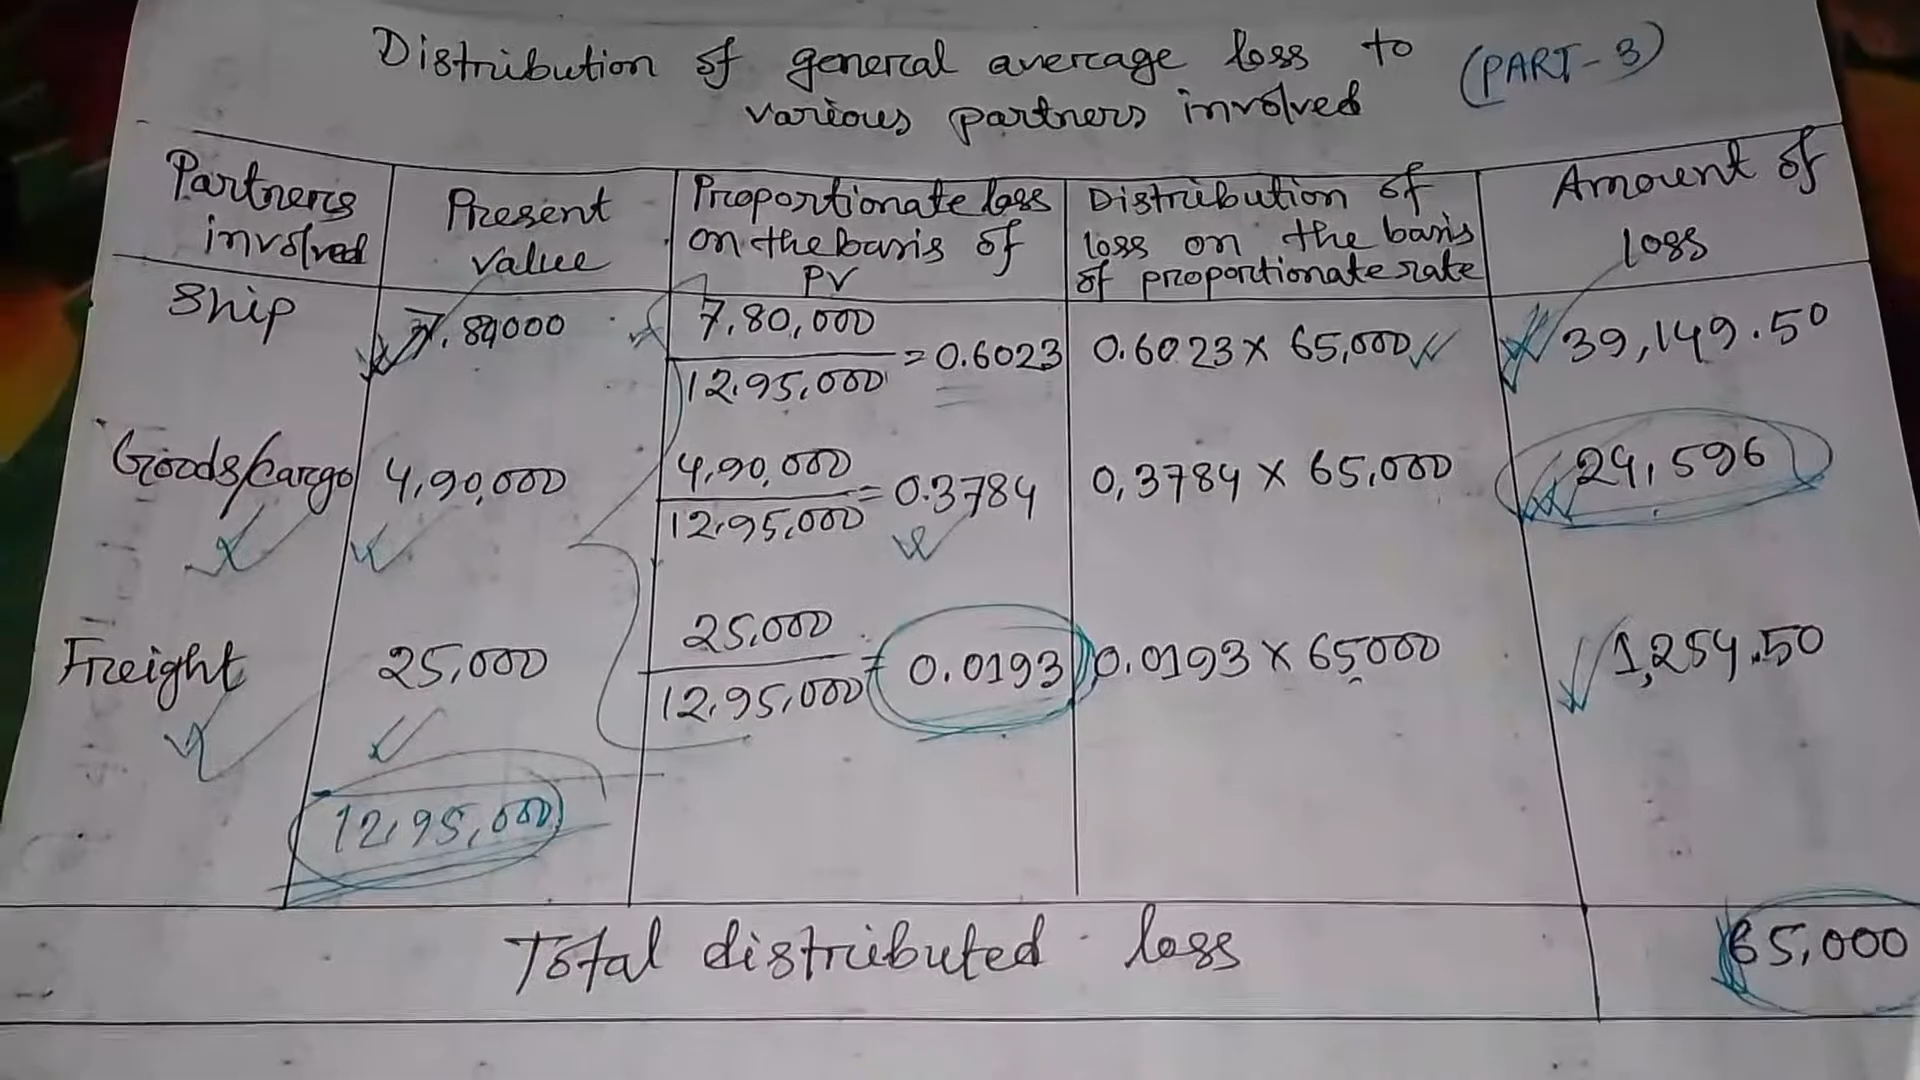 Distribution of general average loss to
various partners involved
(PART-3)
Partners
involved
Present
value
Proportionate loss
on the basis of
PV
Distribution of
loss on the basis
of proportionate rate
Amount of
loss
Ship
7,80,000
= 0.6023
12,95,000
0.6023 × 65,000
39,149.50
Goods/cargo
4,90,000
4,90,000
= 0.3784
12,95,000
0,3784 × 65,000
24,596
Freight
25,000
25,000
= 0.0193
12,95,000
0.0193 × 65000
1,254.50
12,95,000
Total distributed loss
65,000